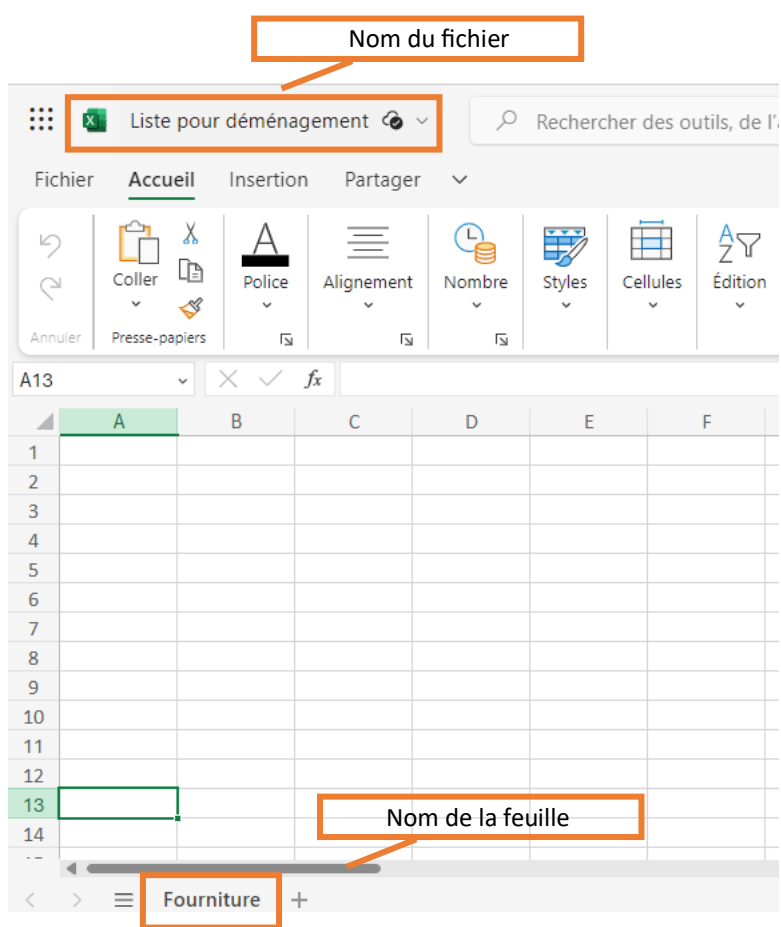 Nom du fichier
Liste pour déménagement
Rechercher des outils, de l'a
Fichier Accueil Insertion Partager
Coller Police Alignement Nombre Styles Cellules Édition
Annuler Presse-papiers
A13 fx
A B C D E F
1
2
3
4
5
6
7
8
9
10
11
12
13
Nom de la feuille
14
Fourniture +